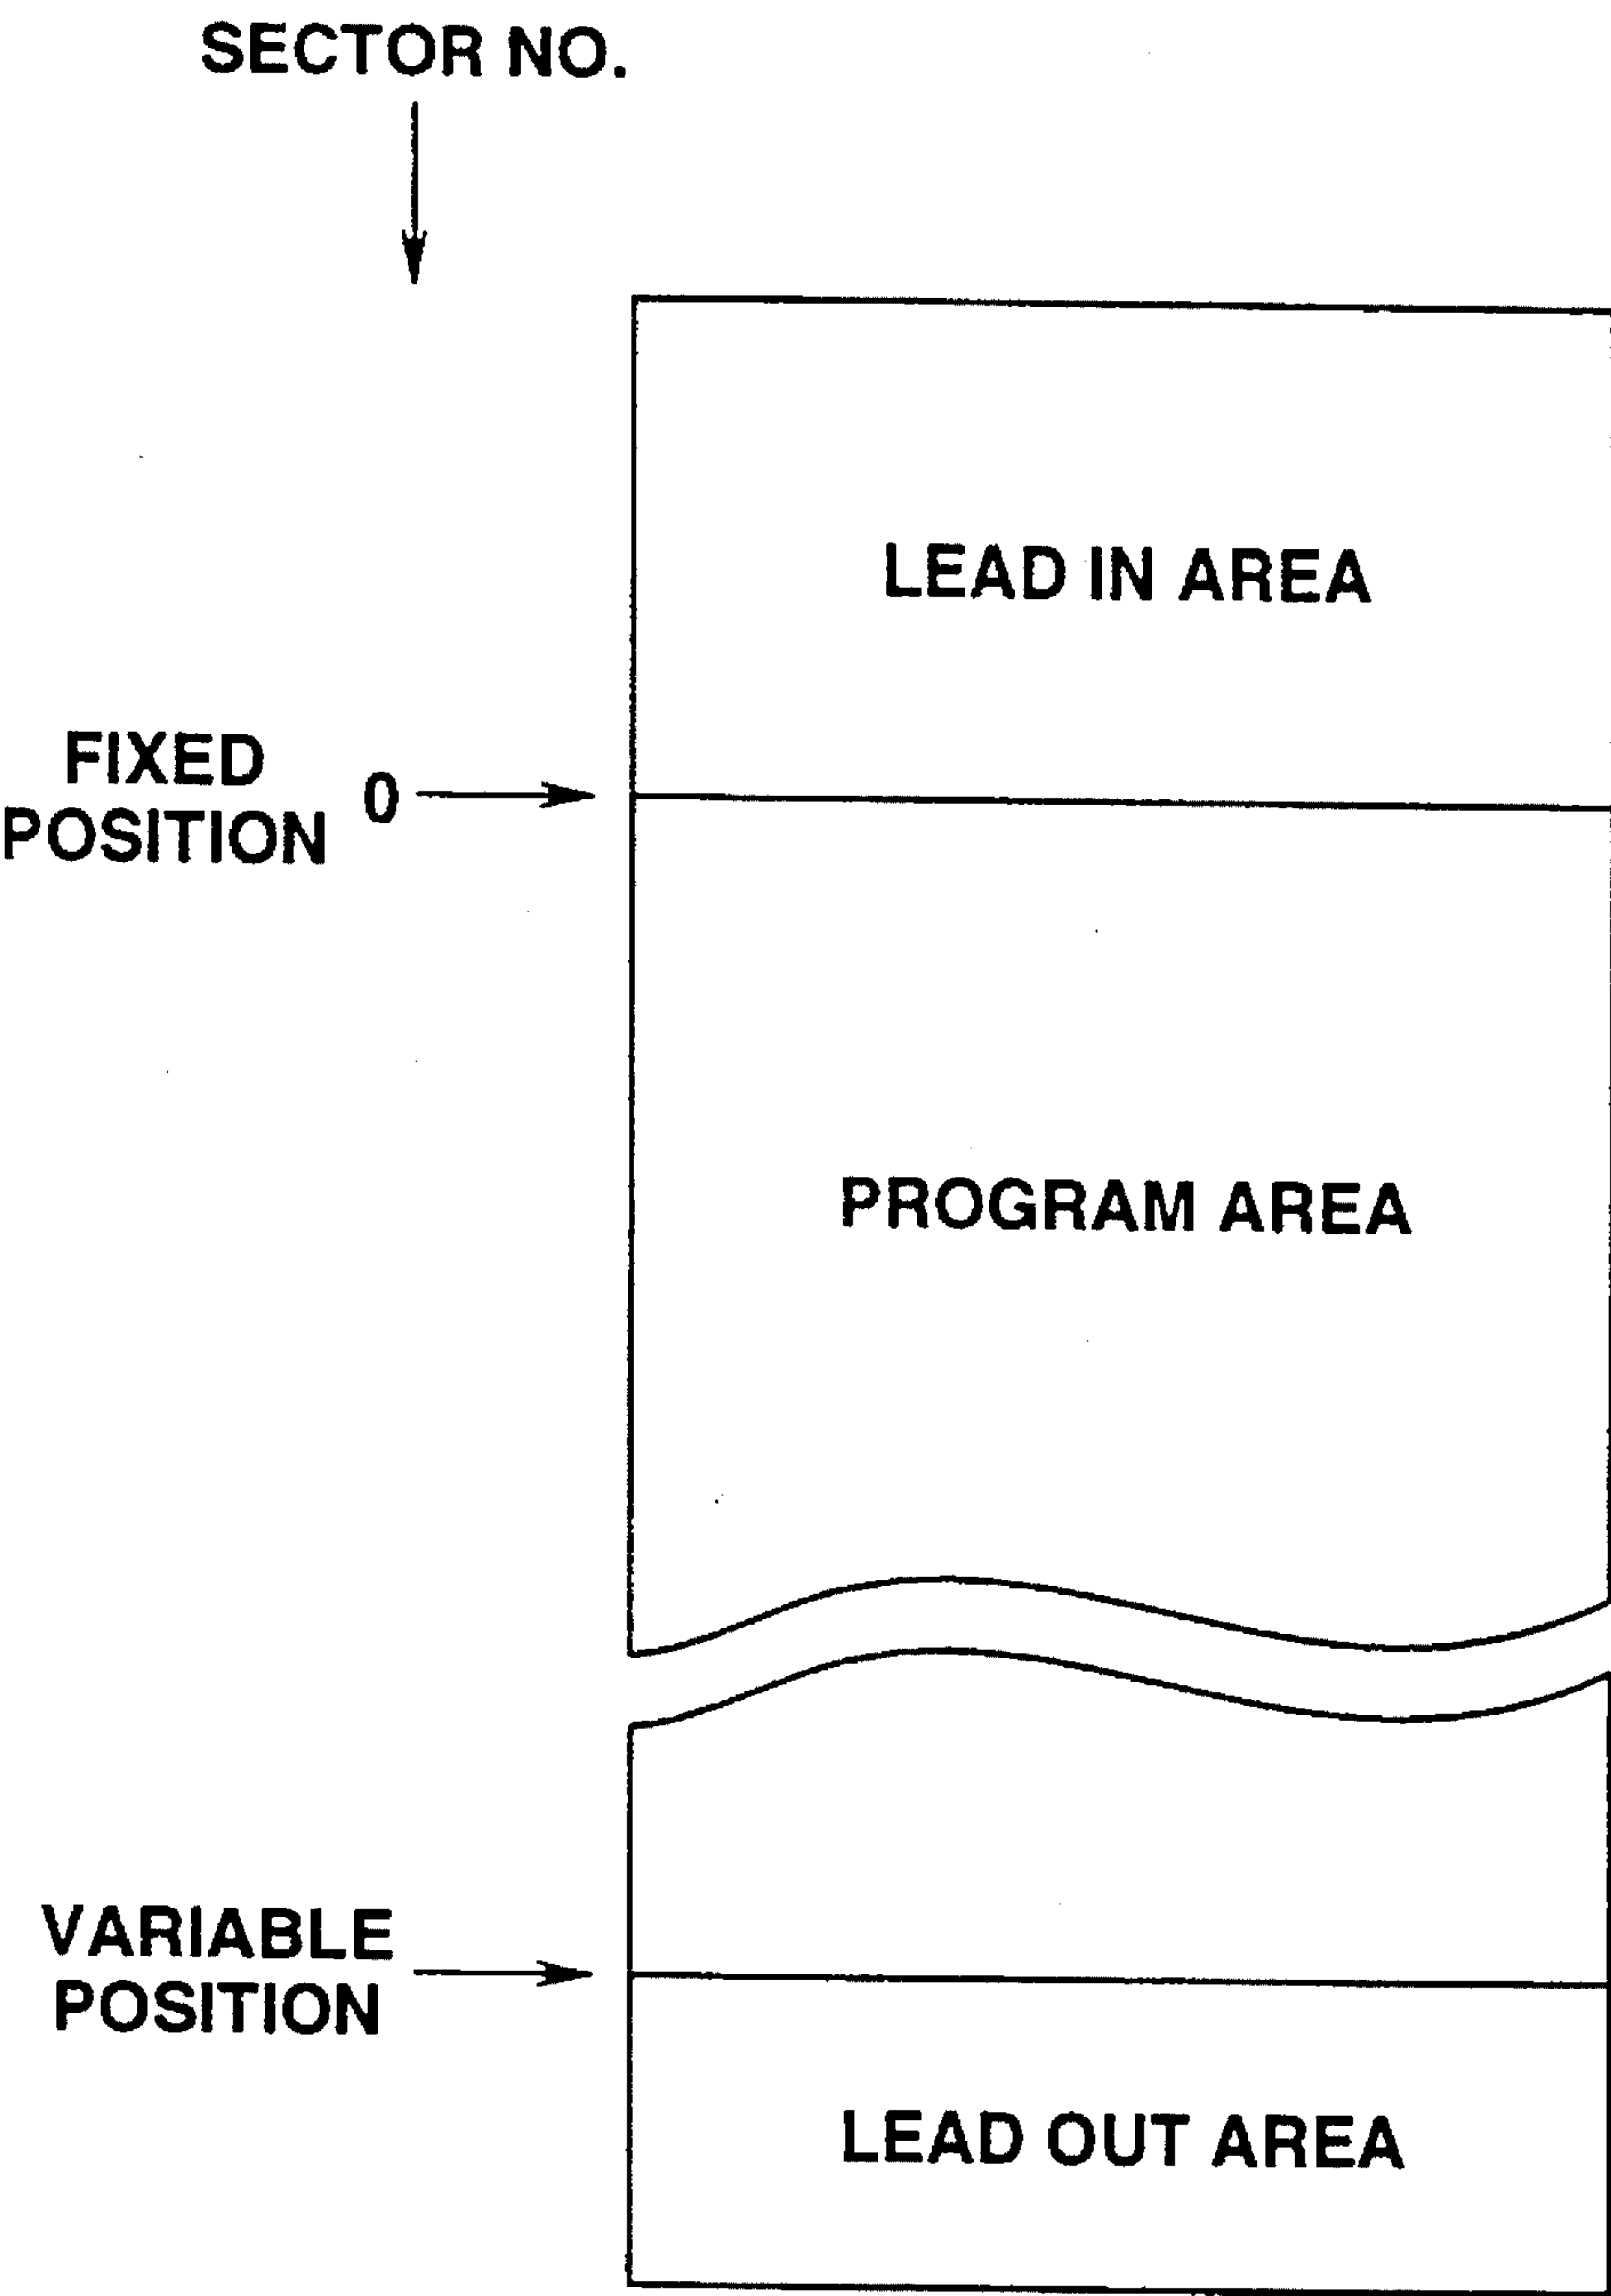 SECTOR NO.
LEAD IN AREA
FIXED
POSITION
0
PROGRAM AREA
VARIABLE
POSITION
LEAD OUT AREA